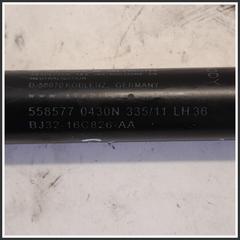 D-56070 KOBLENZ, GERMANY
558577 0430N 335/11 LH 36
BJ32-16C826-AA